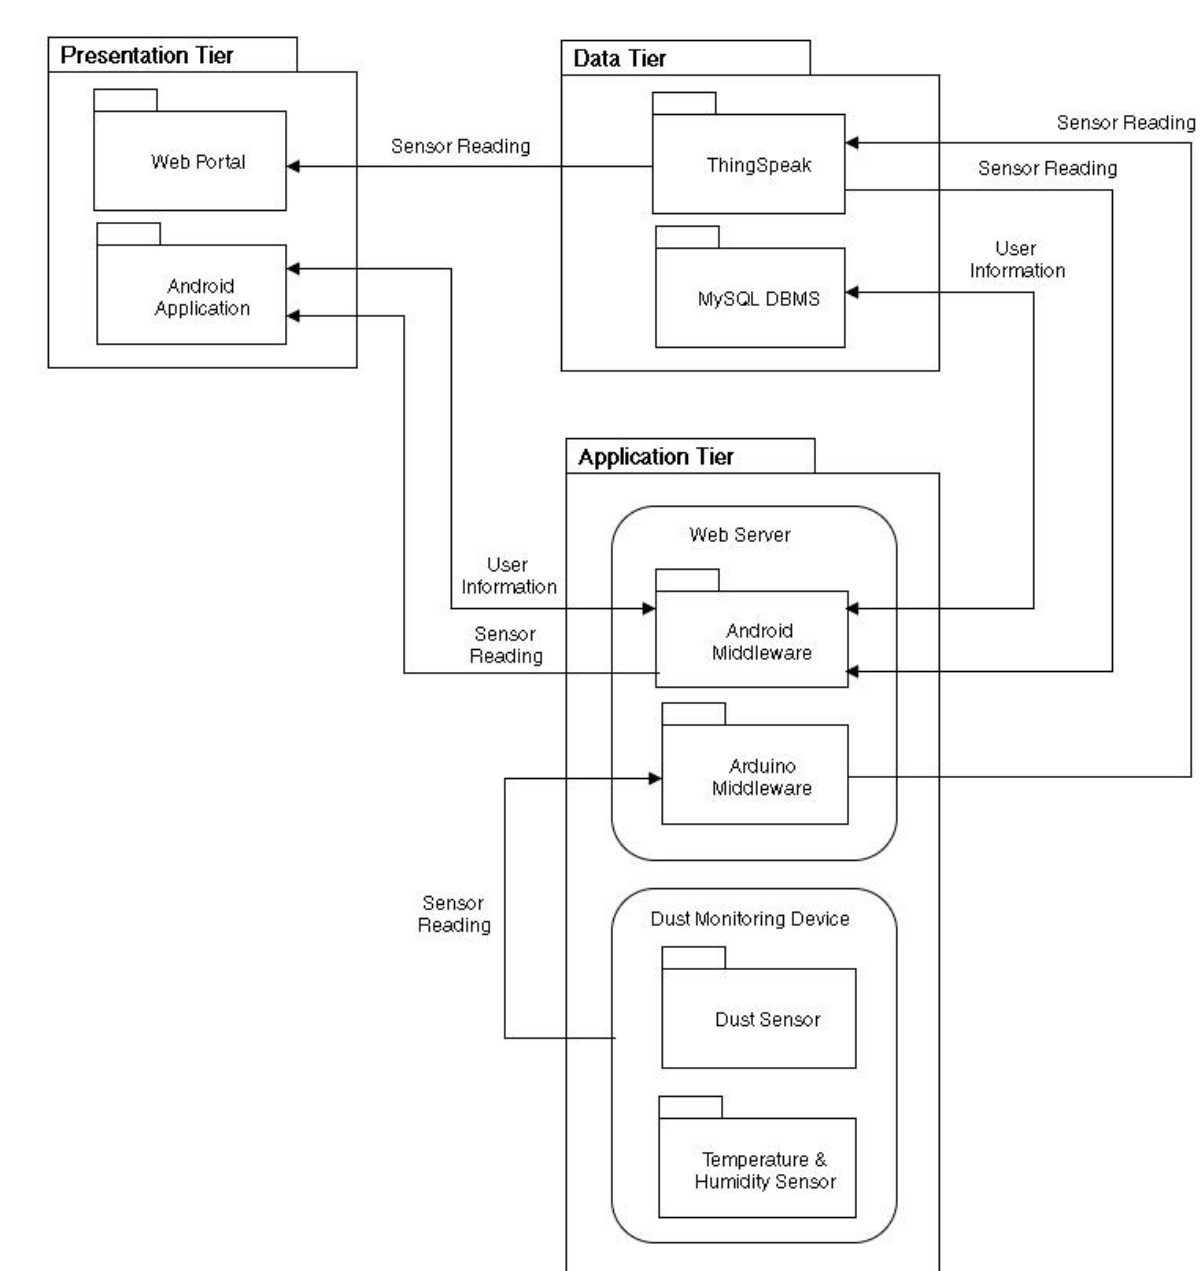 Presentation Tier
Web Portal
Android
Application
Sensor Reading
Data Tier
ThingSpeak
MySQL DBMS
Sensor Reading
Sensor Reading
User
Information
Application Tier
Web Server
User
Information
Android
Middleware
Sensor
Reading
Arduino
Middleware
Sensor
Reading
Dust Monitoring Device
Dust Sensor
Temperature &
Humidity Sensor